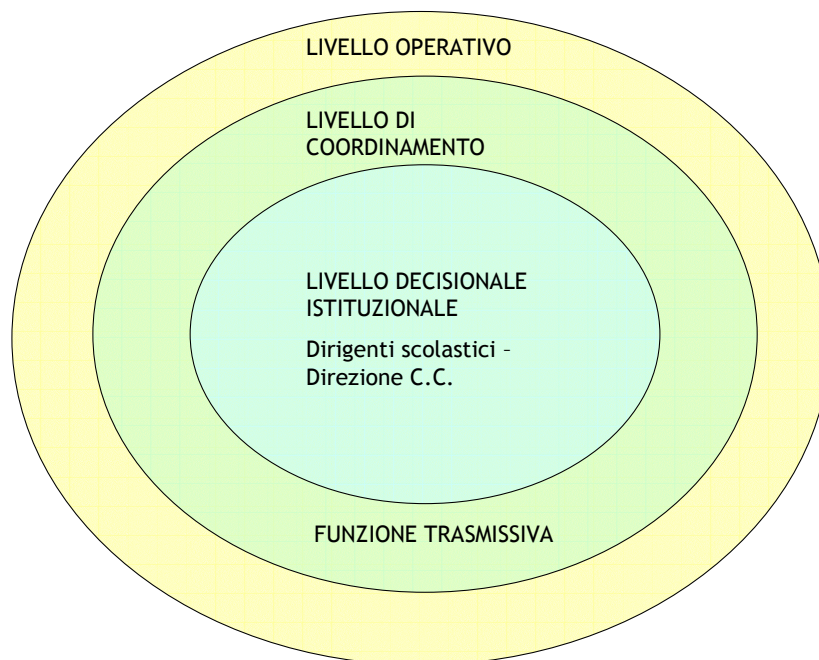 LIVELLO OPERATIVO
LIVELLO DI
COORDINAMENTO
LIVELLO DECISIONALE
ISTITUZIONALE
Dirigenti scolastici –
Direzione C.C.
FUNZIONE TRASMISSIVA